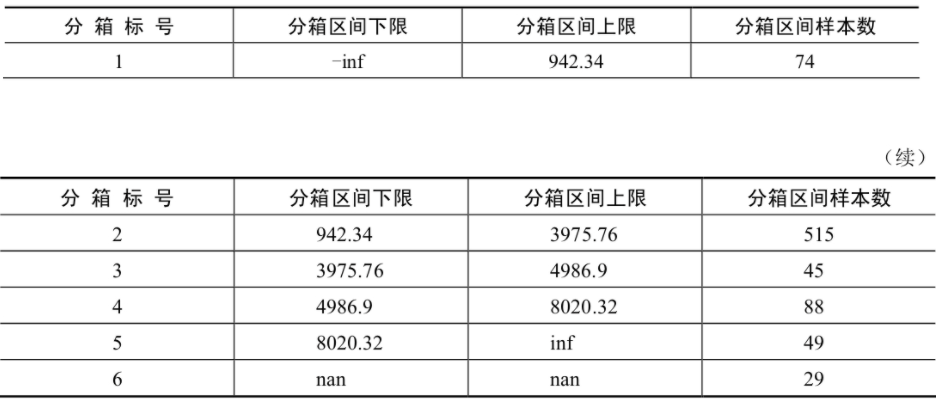 分 箱 标 号 分箱区间下限 分箱区间上限 分箱区间样本数
1 -inf 942.34 74
（续）
分 箱 标 号 分箱区间下限 分箱区间上限 分箱区间样本数
2 942.34 3975.76 515
3 3975.76 4986.9 45
4 4986.9 8020.32 88
5 8020.32 inf 49
6 nan nan 29